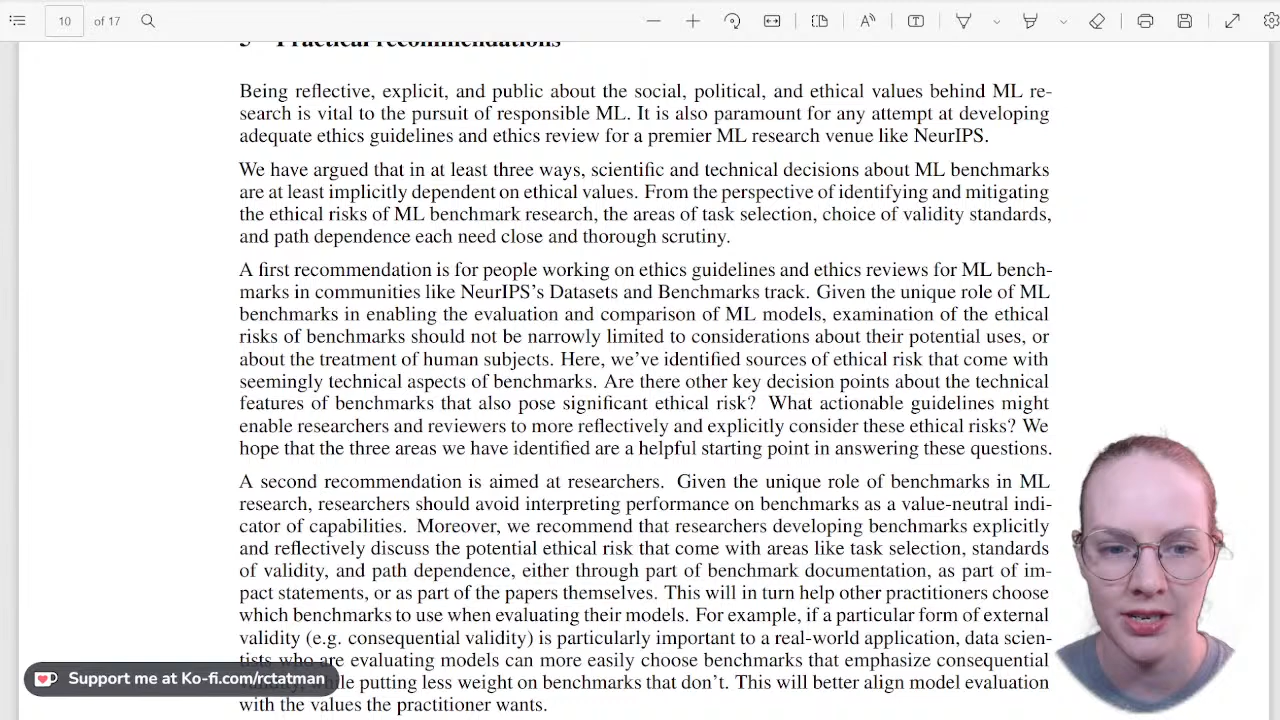 10 of 17
5 Practical recommendations
Being reflective, explicit, and public about the social, political, and ethical values behind ML re-
search is vital to the pursuit of responsible ML. It is also paramount for any attempt at developing
adequate ethics guidelines and ethics review for a premier ML research venue like NeurIPS.
We have argued that in at least three ways, scientific and technical decisions about ML benchmarks
are at least implicitly dependent on ethical values. From the perspective of identifying and mitigating
the ethical risks of ML benchmark research, the areas of task selection, choice of validity standards,
and path dependence each need close and thorough scrutiny.
A first recommendation is for people working on ethics guidelines and ethics reviews for ML bench-
marks in communities like NeurIPS's Datasets and Benchmarks track. Given the unique role of ML
benchmarks in enabling the evaluation and comparison of ML models, examination of the ethical
risks of benchmarks should not be narrowly limited to considerations about their potential uses, or
about the treatment of human subjects. Here, we've identified sources of ethical risk that come with
seemingly technical aspects of benchmarks. Are there other key decision points about the technical
features of benchmarks that also pose significant ethical risk? What actionable guidelines might
enable researchers and reviewers to more reflectively and explicitly consider these ethical risks? We
hope that the three areas we have identified are a helpful starting point in answering these questions.
A second recommendation is aimed at researchers. Given the unique role of benchmarks in ML
research, researchers should avoid interpreting performance on benchmarks as a value-neutral indi-
cator of capabilities. Moreover, we recommend that researchers developing benchmarks explicitly
and reflectively discuss the potential ethical risk that come with areas like task selection, standards
of validity, and path dependence, either through part of benchmark documentation, as part of im-
pact statements, or as part of the papers themselves. This will in turn help other practitioners choose
which benchmarks to use when evaluating their models. For example, if a particular form of external
validity (e.g. consequential validity) is particularly important to a real-world application, data scien-
tists who are evaluating models can more easily choose benchmarks that emphasize consequential
putting less weight on benchmarks that don't. This will better align model evaluation
with the values the practitioner wants.
Support me at Ko-fi.com/rctatman